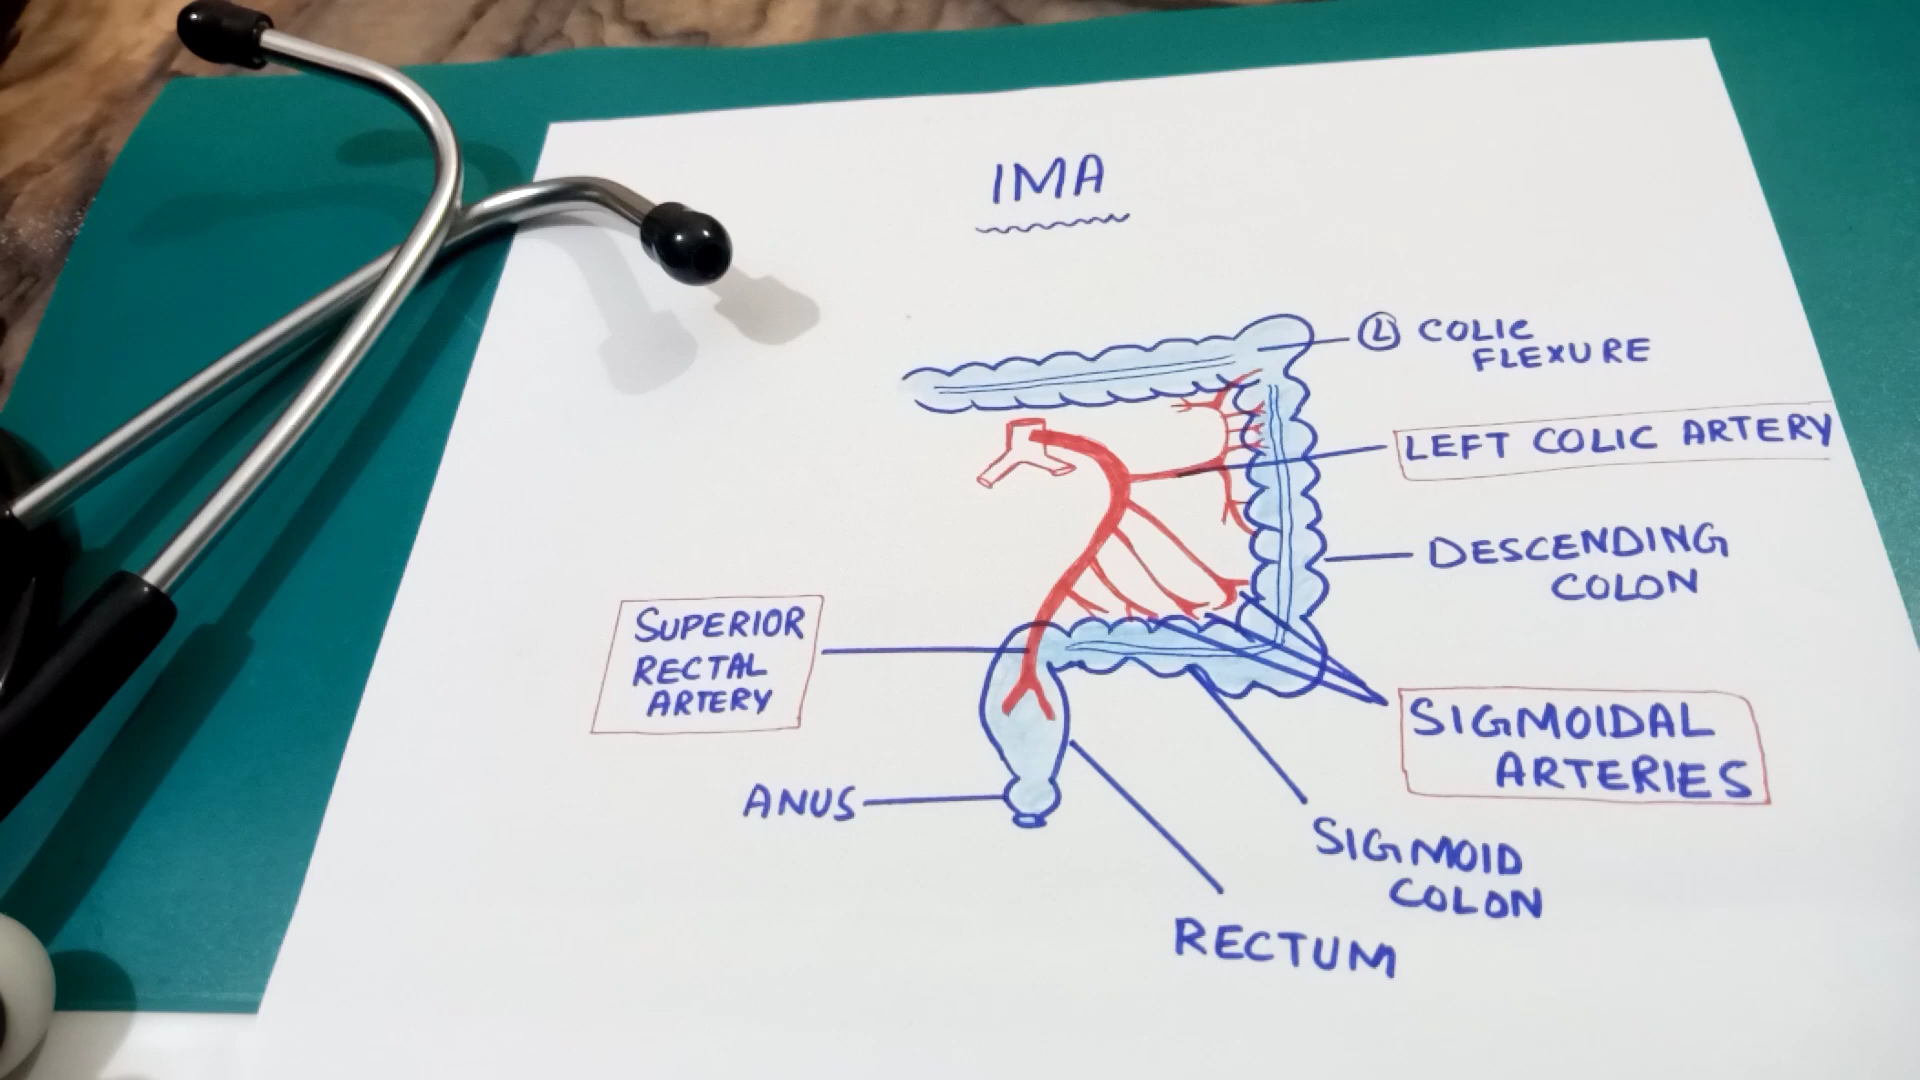 IMA
L COLIC
FLEXURE
LEFT COLIC ARTERY
DESCENDING
COLON
SUPERIOR
RECTAL
ARTERY
SIGMOIDAL
ARTERIES
ANUS
SIGMOID
COLON
RECTUM